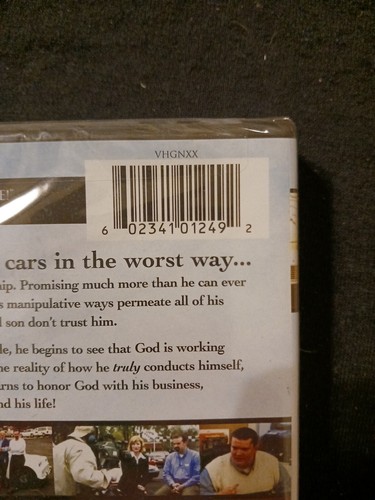 VHGNXX
E!
6 02341 01249 2
cars in the worst way...
ip. Promising much more than he can ever
s manipulative ways permeate all of his
l son don't trust him.
le, he begins to see that God is working
ne reality of how he truly conducts himself,
rns to honor God with his business,
nd his life!